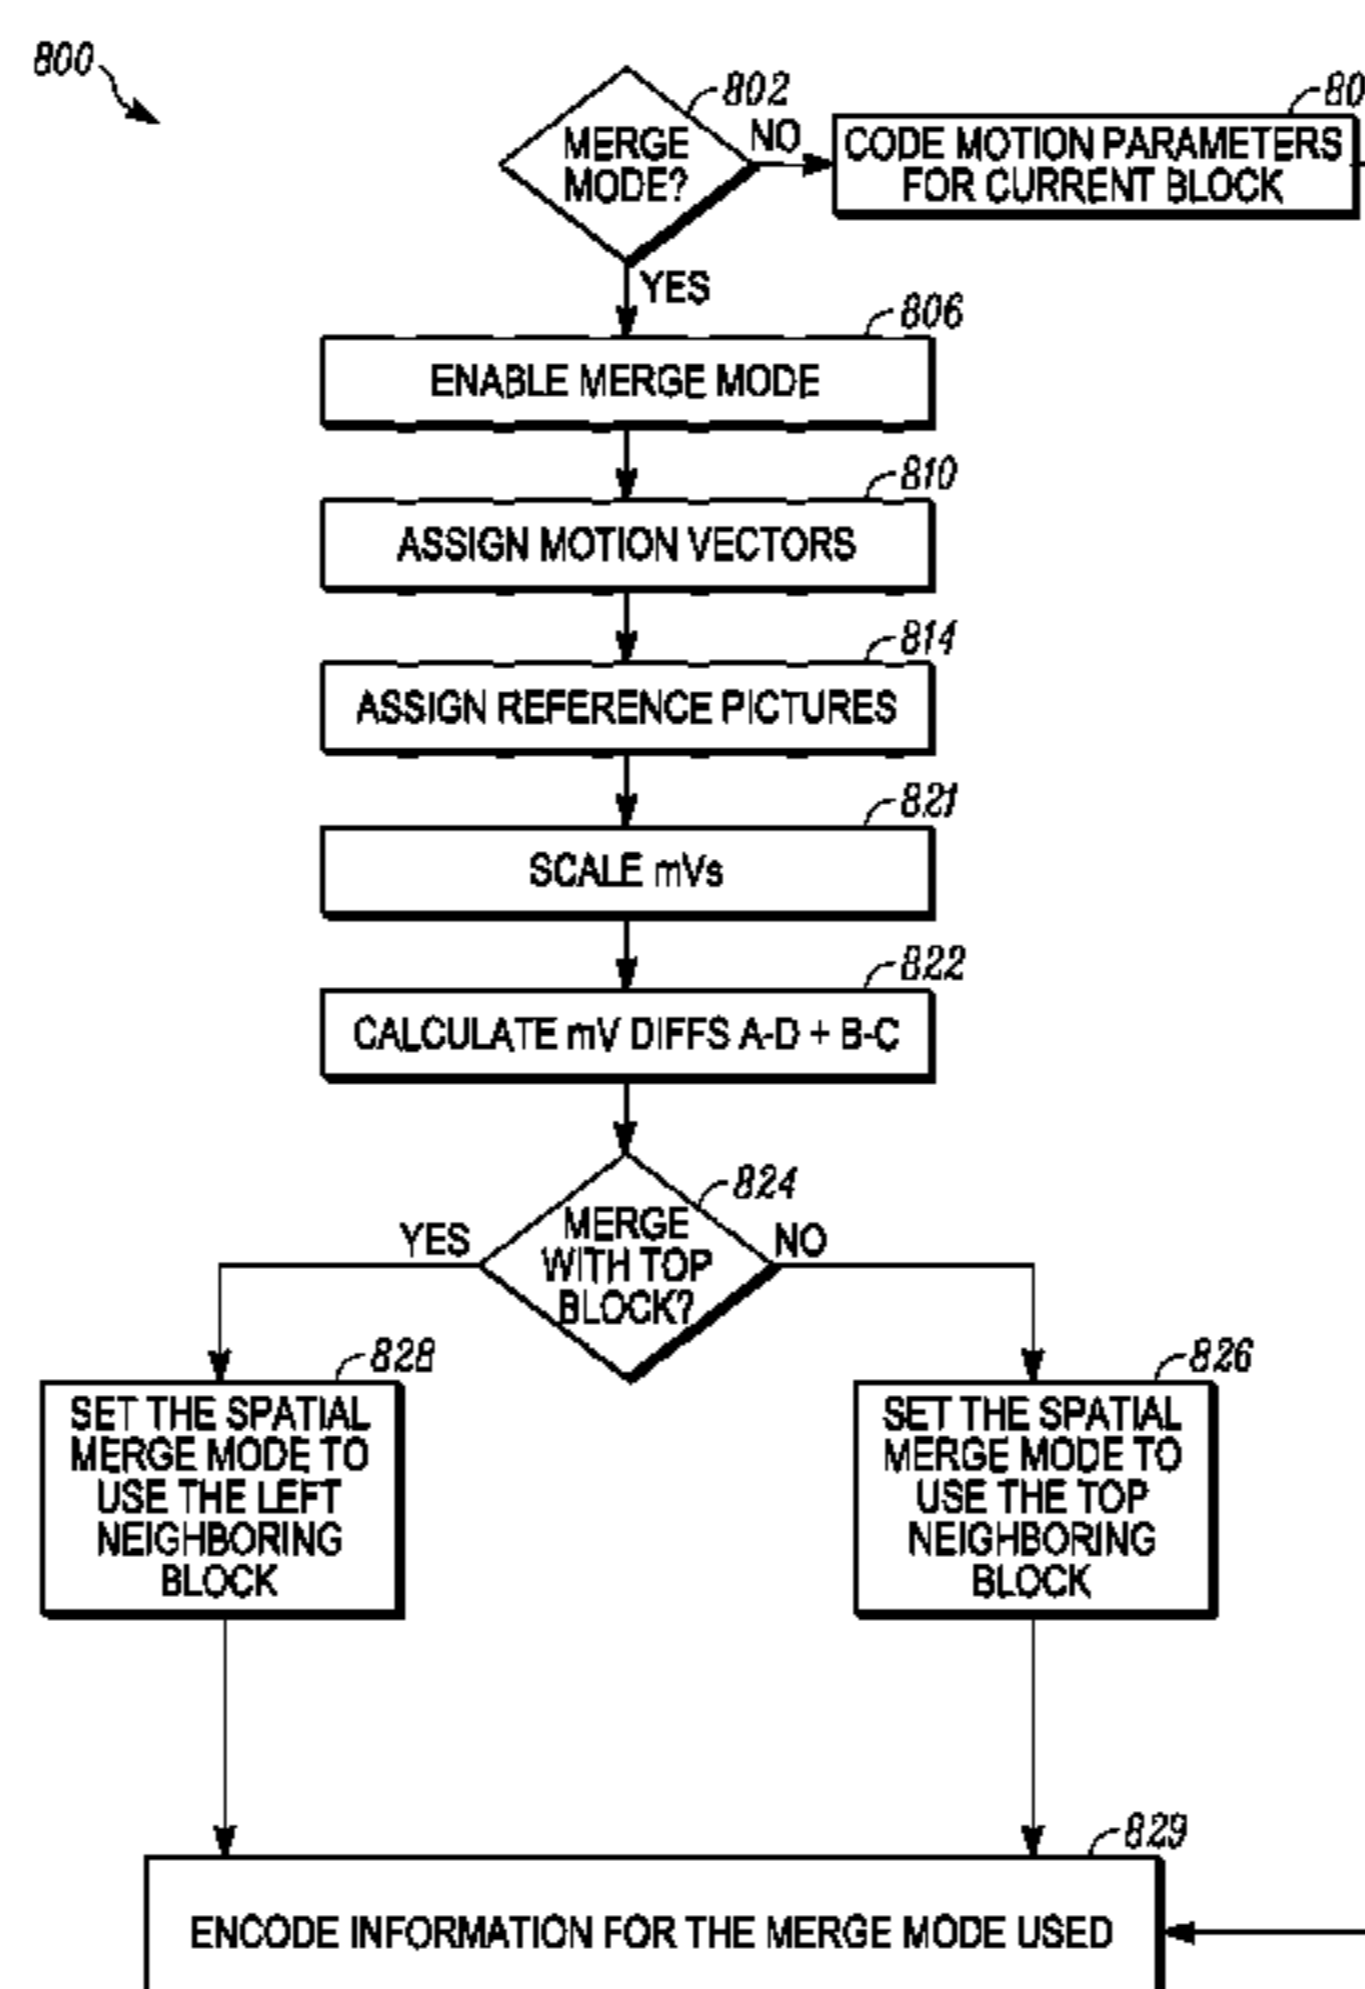 800
802
MERGE
MODE?
NO
80
CODE MOTION PARAMETERS
FOR CURRENT BLOCK
YES
806
ENABLE MERGE MODE
810
ASSIGN MOTION VECTORS
814
ASSIGN REFERENCE PICTURES
821
SCALE mVs
822
CALCULATE mV DIFFS A-D + B-C
824
MERGE
WITH TOP
BLOCK?
YES
NO
828
SET THE SPATIAL
MERGE MODE TO
USE THE LEFT
NEIGHBORING
BLOCK
826
SET THE SPATIAL
MERGE MODE TO
USE THE TOP
NEIGHBORING
BLOCK
829
ENCODE INFORMATION FOR THE MERGE MODE USED